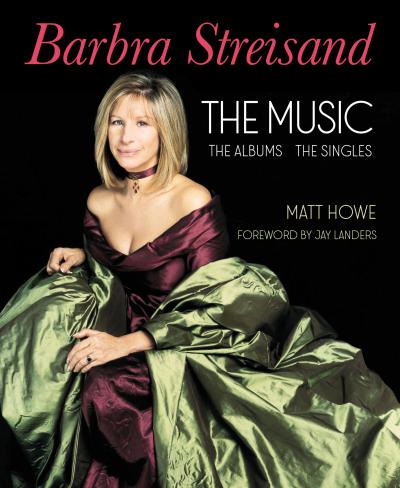 Barbra Streisand
THE MUSIC
THE ALBUMS THE SINGLES
MATT HOWE
FOREWORD BY JAY LANDERS